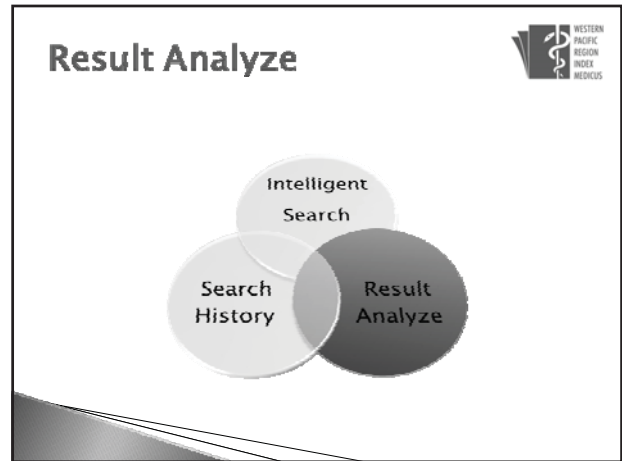 Result Analyze
WESTERN
PACIFIC
REGION
INDEX
MEDICUS
Intelligent
Search
Search
History
Result
Analyze